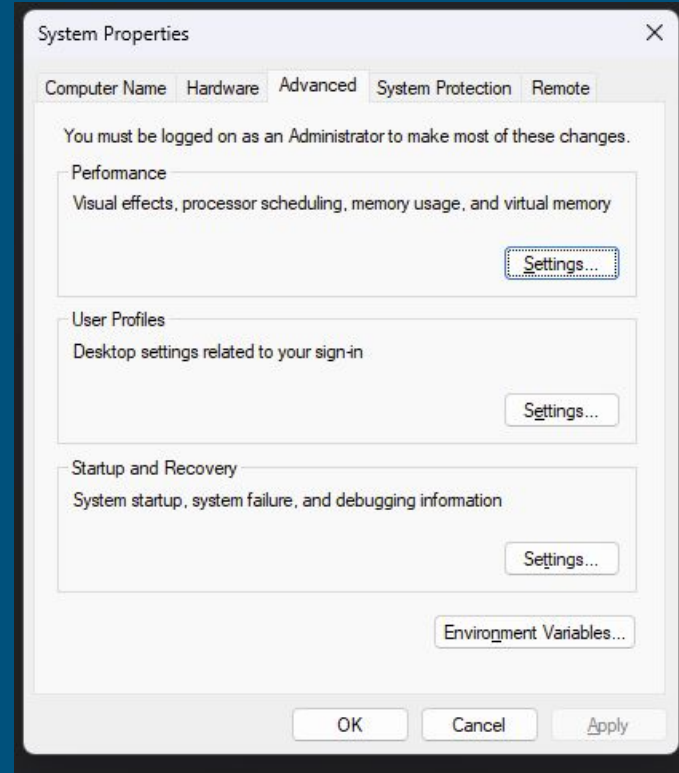 System Properties
Computer Name Hardware Advanced System Protection Remote
You must be logged on as an Administrator to make most of these changes.
Performance
Visual effects, processor scheduling, memory usage, and virtual memory
Settings...
User Profiles
Desktop settings related to your sign-in
Settings...
Startup and Recovery
System startup, system failure, and debugging information
Settings...
Environment Variables...
OK Cancel Apply